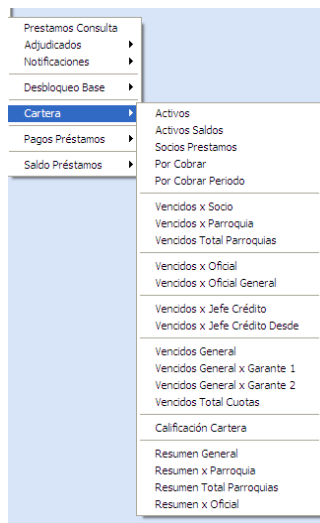 Prestamos Consulta
Adjudicados
Notificaciones
Desbloqueo Base
Cartera
Pagos Préstamos
Saldo Préstamos
Activos
Activos Saldos
Socios Prestamos
Por Cobrar
Por Cobrar Periodo
Vencidos x Socio
Vencidos x Parroquia
Vencidos Total Parroquias
Vencidos x Oficial
Vencidos x Oficial General
Vencidos x Jefe Crédito
Vencidos x Jefe Crédito Desde
Vencidos General
Vencidos General x Garante 1
Vencidos General x Garante 2
Vencidos Total Cuotas
Calificación Cartera
Resumen General
Resumen x Parroquia
Resumen Total Parroquias
Resumen x Oficial